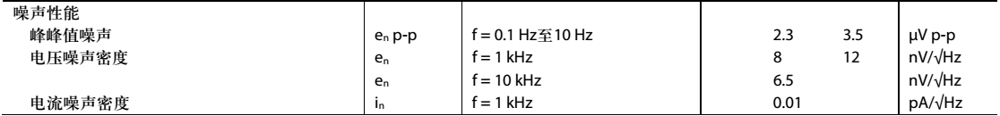 噪声性能
峰峰值噪声 en p-p f = 0.1 Hz至10 Hz 2.3 3.5 μV p-p
电压噪声密度 en f = 1 kHz 8 12 nV/√Hz
en f = 10 kHz 6.5 nV/√Hz
电流噪声密度 in f = 1 kHz 0.01 pA/√Hz